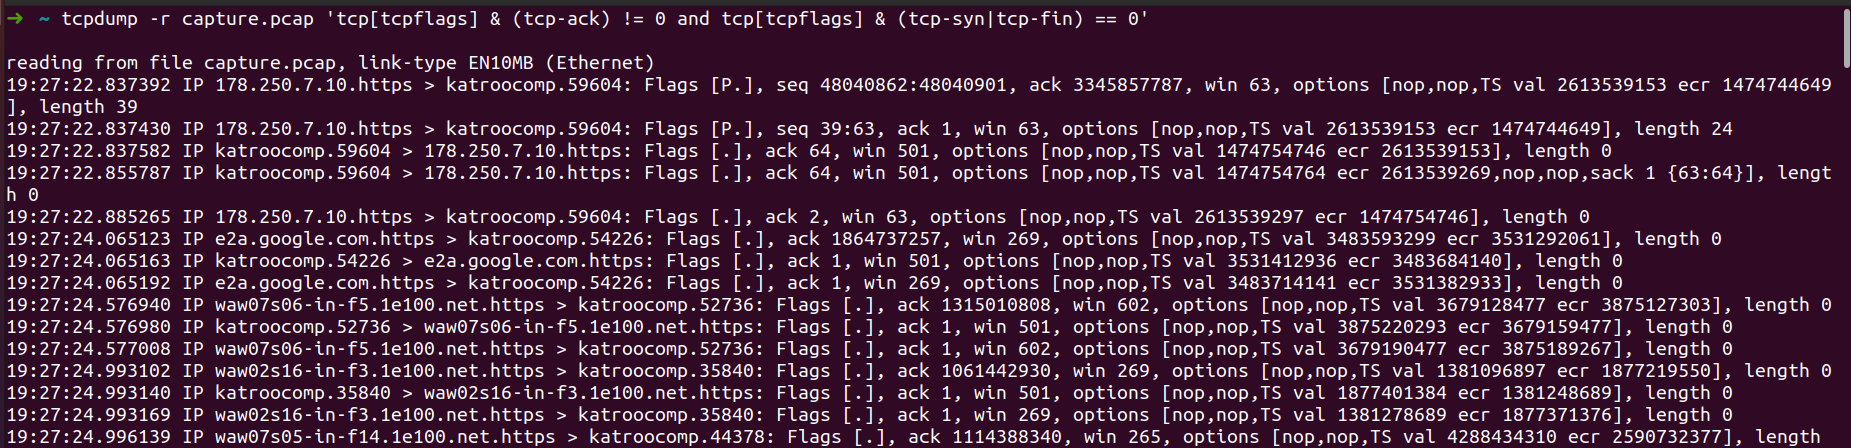 ➜ ~ tcpdump -r capture.pcap 'tcp[tcpflags] & (tcp-ack) != 0 and tcp[tcpflags] & (tcp-syn|tcp-fin) == 0'
reading from file capture.pcap, link-type EN10MB (Ethernet)
19:27:22.837392 IP 178.250.7.10.https > katroocomp.59604: Flags [P.], seq 48040862:48040901, ack 3345857787, win 63, options [nop,nop,TS val 2613539153 ecr 1474744649
], length 39
19:27:22.837430 IP 178.250.7.10.https > katroocomp.59604: Flags [P.], seq 39:63, ack 1, win 63, options [nop,nop,TS val 2613539153 ecr 1474744649], length 24
19:27:22.837582 IP katroocomp.59604 > 178.250.7.10.https: Flags [.], ack 64, win 501, options [nop,nop,TS val 1474754746 ecr 2613539153], length 0
19:27:22.855787 IP katroocomp.59604 > 178.250.7.10.https: Flags [.], ack 64, win 501, options [nop,nop,TS val 1474754764 ecr 2613539269,nop,nop,sack 1 {63:64}], lengt
h 0
19:27:22.885265 IP 178.250.7.10.https > katroocomp.59604: Flags [.], ack 2, win 63, options [nop,nop,TS val 2613539297 ecr 1474754746], length 0
19:27:24.065123 IP e2a.google.com.https > katroocomp.54226: Flags [.], ack 1864737257, win 269, options [nop,nop,TS val 3483593299 ecr 3531292061], length 0
19:27:24.065163 IP katroocomp.54226 > e2a.google.com.https: Flags [.], ack 1, win 501, options [nop,nop,TS val 3531412936 ecr 3483684140], length 0
19:27:24.065192 IP e2a.google.com.https > katroocomp.54226: Flags [.], ack 1, win 269, options [nop,nop,TS val 3483714141 ecr 3531382933], length 0
19:27:24.576940 IP waw07s06-in-f5.1e100.net.https > katroocomp.52736: Flags [.], ack 1315010808, win 602, options [nop,nop,TS val 3679128477 ecr 3875127303], length 0
19:27:24.576980 IP katroocomp.52736 > waw07s06-in-f5.1e100.net.https: Flags [.], ack 1, win 501, options [nop,nop,TS val 3875220293 ecr 3679159477], length 0
19:27:24.577008 IP waw07s06-in-f5.1e100.net.https > katroocomp.52736: Flags [.], ack 1, win 602, options [nop,nop,TS val 3679190477 ecr 3875189267], length 0
19:27:24.993102 IP waw02s16-in-f3.1e100.net.https > katroocomp.35840: Flags [.], ack 1061442930, win 269, options [nop,nop,TS val 1381096897 ecr 1877219550], length 0
19:27:24.993140 IP katroocomp.35840 > waw02s16-in-f3.1e100.net.https: Flags [.], ack 1, win 501, options [nop,nop,TS val 1877401384 ecr 1381248689], length 0
19:27:24.993169 IP waw02s16-in-f3.1e100.net.https > katroocomp.35840: Flags [.], ack 1, win 269, options [nop,nop,TS val 1381278689 ecr 1877371376], length 0
19:27:24.996139 IP waw07s05-in-f14.1e100.net.https > katroocomp.44378: Flags [.], ack 1114388340, win 265, options [nop,nop,TS val 4288434310 ecr 2590732377], length